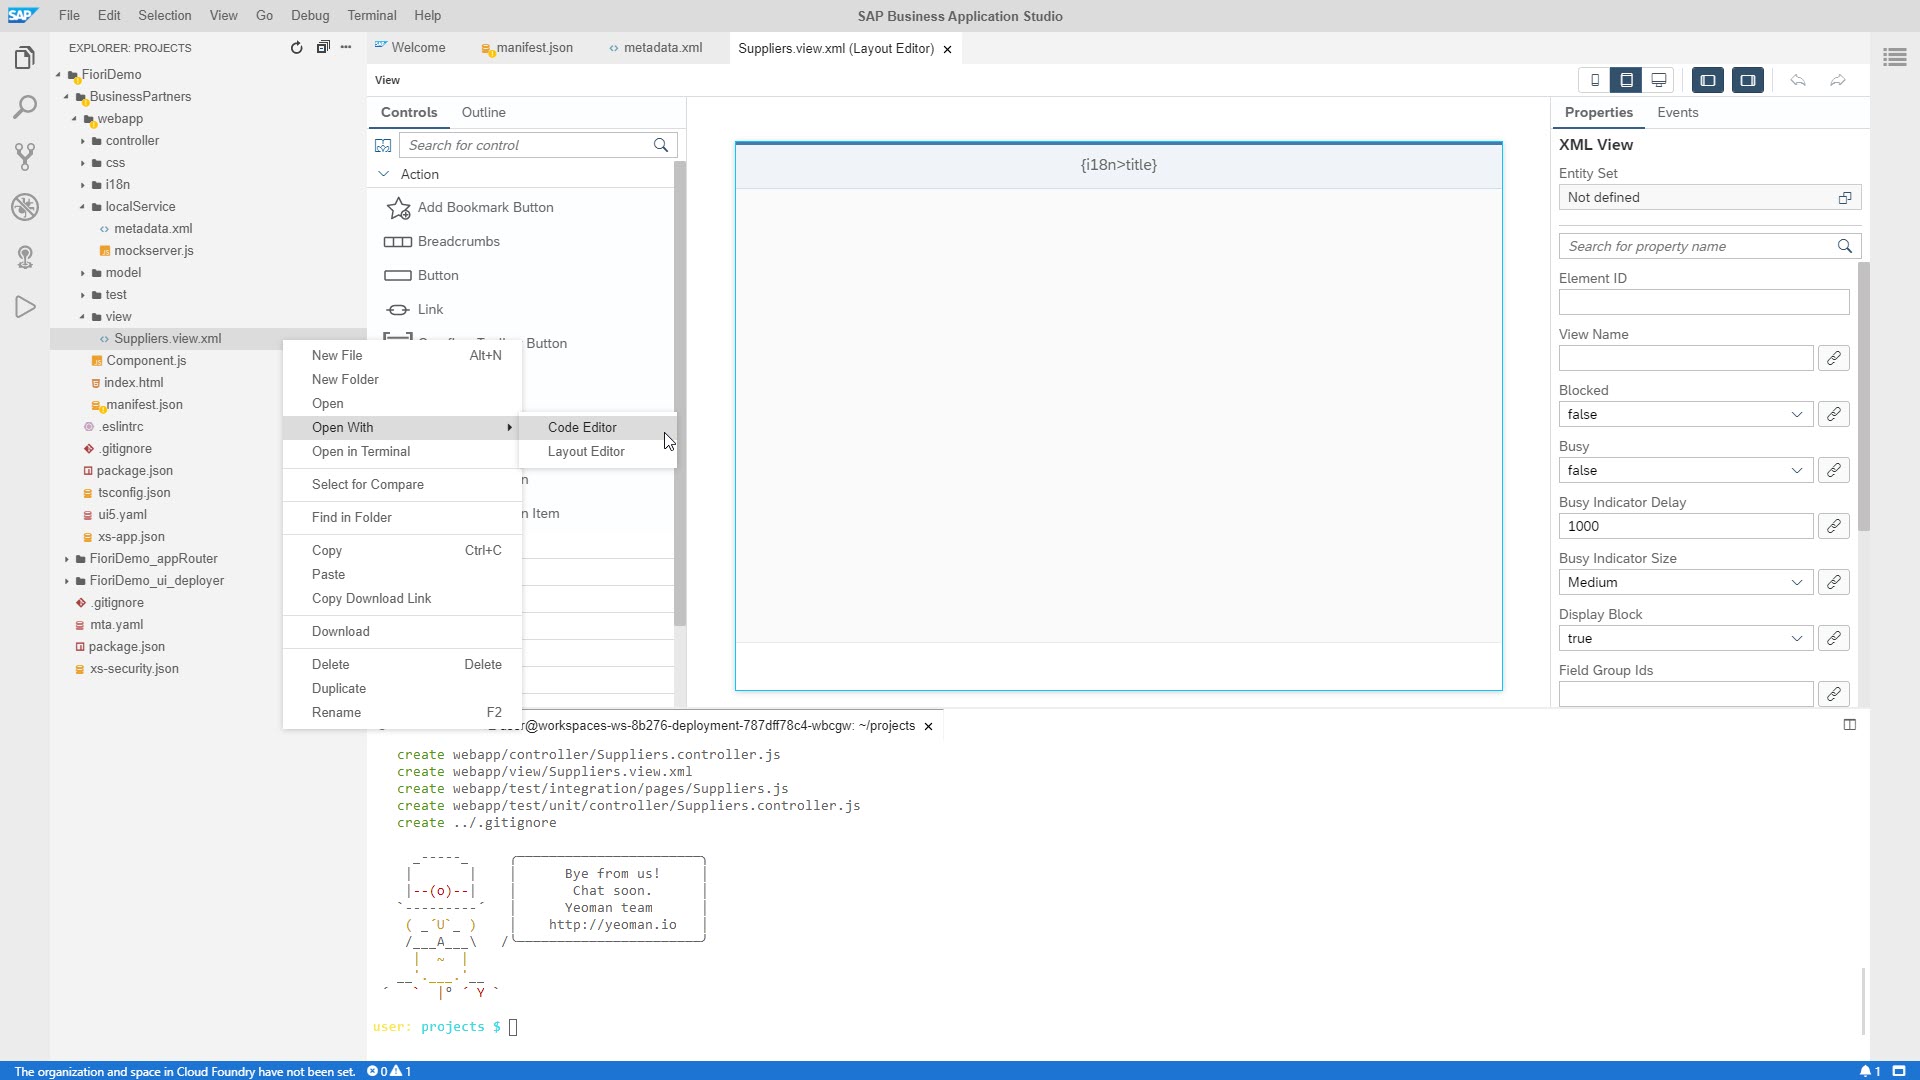 SAP File Edit Selection View Go Debug Terminal Help SAP Business Application Studio
EXPLORER: PROJECTS
FioriDemo
BusinessPartners
webapp
controller
css
i18n
localService
metadata.xml
mockserver.js
model
test
view
Suppliers.view.xml
Component.js
index.html
manifest.json
.eslintrc
.gitignore
package.json
tsconfig.json
ui5.yaml
xs-app.json
FioriDemo_appRouter
FioriDemo_ui_deployer
.gitignore
mta.yaml
package.json
xs-security.json
New File Alt+N
New Folder
Open
Open With
Open in Terminal
Select for Compare
Find in Folder
Copy Ctrl+C
Paste
Copy Download Link
Download
Delete Delete
Duplicate
Rename F2
Code Editor
Layout Editor
Welcome manifest.json metadata.xml Suppliers.view.xml (Layout Editor)
View
Controls Outline
Search for control
Action
Add Bookmark Button
Breadcrumbs
Button
Link
Button
n
n Item
{i18n>title}
Properties Events
XML View
Entity Set
Not defined
Search for property name
Element ID
View Name
Blocked
false
Busy
false
Busy Indicator Delay
1000
Busy Indicator Size
Medium
Display Block
true
Field Group Ids
user@workspaces-ws-8b276-deployment-787dff78c4-wbcgw: ~/projects
create webapp/controller/Suppliers.controller.js
create webapp/view/Suppliers.view.xml
create webapp/test/integration/pages/Suppliers.js
create webapp/test/unit/controller/Suppliers.controller.js
create ../.gitignore
Bye from us!
Chat soon.
Yeoman team
http://yeoman.io
user: projects $
The organization and space in Cloud Foundry have not been set. 0 1 1